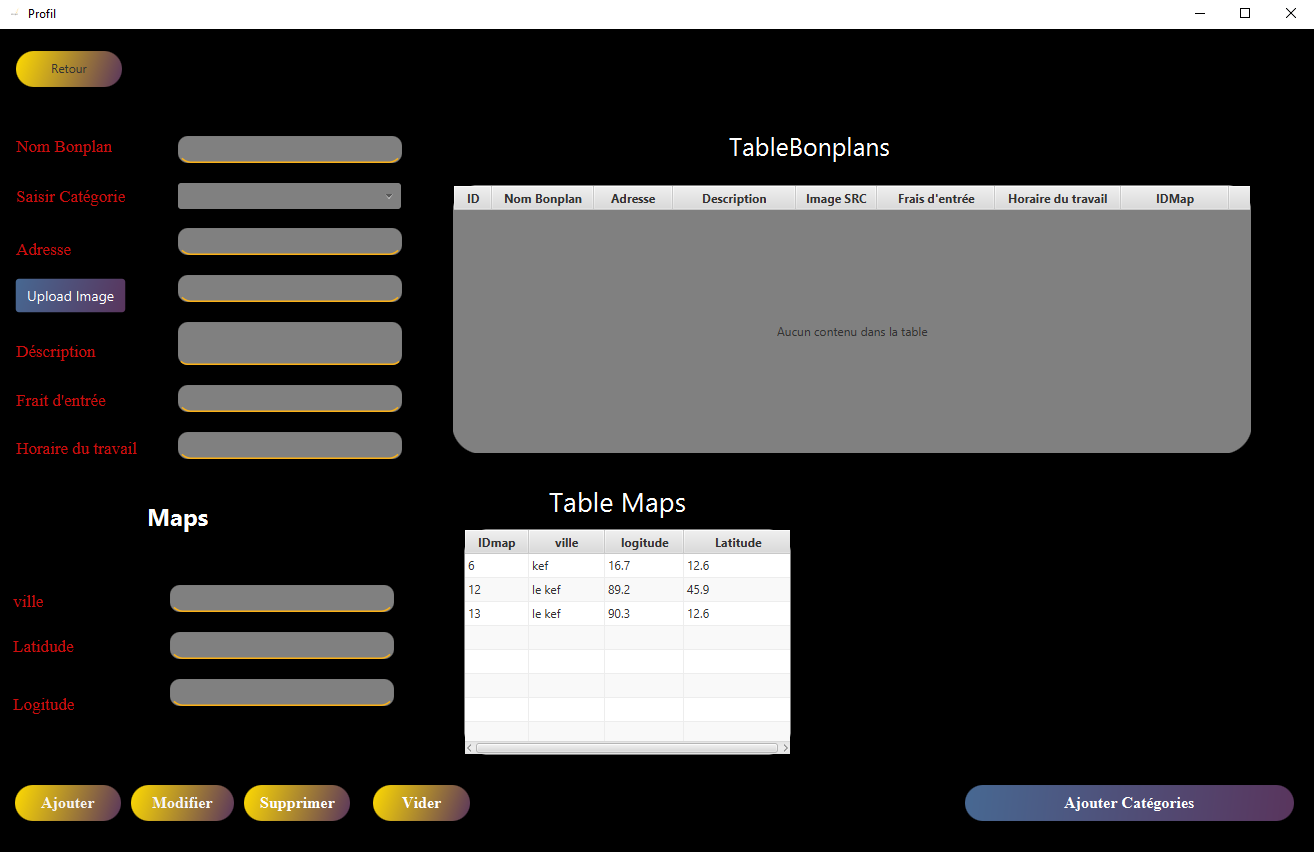 Profil
Retour
Nom Bonplan
Saisir Catégorie
Adresse
Upload Image
Déscription
Frait d'entrée
Horaire du travail
TableBonplans
ID Nom Bonplan Adresse Description Image SRC Frais d'entrée Horaire du travail IDMap
Aucun contenu dans la table
Maps
ville
Latidude
Logitude
Table Maps
IDmap ville logitude Latitude
6 kef 16.7 12.6
12 le kef 89.2 45.9
13 le kef 90.3 12.6
Ajouter Modifier Supprimer Vider Ajouter Catégories